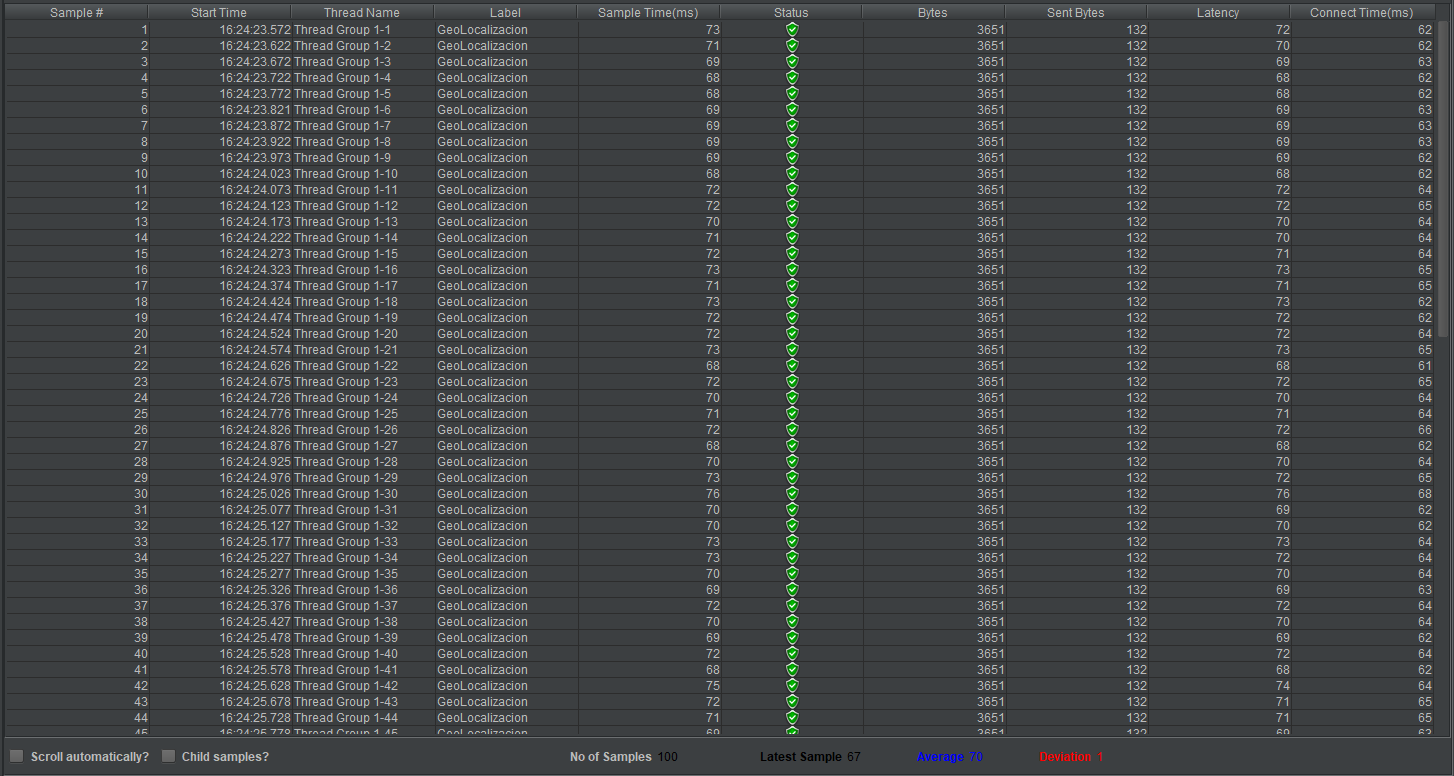 Sample # Start Time Thread Name Label Sample Time(ms) Status Bytes Sent Bytes Latency Connect Time(ms)
1 16:24:23.572 Thread Group 1-1 GeoLocalizacion 73 3651 132 72 62
2 16:24:23.622 Thread Group 1-2 GeoLocalizacion 71 3651 132 70 62
3 16:24:23.672 Thread Group 1-3 GeoLocalizacion 69 3651 132 69 63
4 16:24:23.722 Thread Group 1-4 GeoLocalizacion 68 3651 132 68 62
5 16:24:23.772 Thread Group 1-5 GeoLocalizacion 68 3651 132 68 62
6 16:24:23.821 Thread Group 1-6 GeoLocalizacion 69 3651 132 69 63
7 16:24:23.872 Thread Group 1-7 GeoLocalizacion 69 3651 132 69 63
8 16:24:23.922 Thread Group 1-8 GeoLocalizacion 69 3651 132 69 63
9 16:24:23.973 Thread Group 1-9 GeoLocalizacion 69 3651 132 69 62
10 16:24:24.023 Thread Group 1-10 GeoLocalizacion 68 3651 132 68 62
11 16:24:24.073 Thread Group 1-11 GeoLocalizacion 72 3651 132 72 64
12 16:24:24.123 Thread Group 1-12 GeoLocalizacion 72 3651 132 72 65
13 16:24:24.173 Thread Group 1-13 GeoLocalizacion 70 3651 132 70 64
14 16:24:24.222 Thread Group 1-14 GeoLocalizacion 71 3651 132 70 64
15 16:24:24.273 Thread Group 1-15 GeoLocalizacion 72 3651 132 71 64
16 16:24:24.323 Thread Group 1-16 GeoLocalizacion 73 3651 132 73 65
17 16:24:24.374 Thread Group 1-17 GeoLocalizacion 71 3651 132 71 65
18 16:24:24.424 Thread Group 1-18 GeoLocalizacion 73 3651 132 73 62
19 16:24:24.474 Thread Group 1-19 GeoLocalizacion 72 3651 132 72 62
20 16:24:24.524 Thread Group 1-20 GeoLocalizacion 72 3651 132 72 64
21 16:24:24.574 Thread Group 1-21 GeoLocalizacion 73 3651 132 73 65
22 16:24:24.626 Thread Group 1-22 GeoLocalizacion 68 3651 132 68 61
23 16:24:24.675 Thread Group 1-23 GeoLocalizacion 72 3651 132 72 65
24 16:24:24.726 Thread Group 1-24 GeoLocalizacion 70 3651 132 70 64
25 16:24:24.776 Thread Group 1-25 GeoLocalizacion 71 3651 132 71 64
26 16:24:24.826 Thread Group 1-26 GeoLocalizacion 72 3651 132 72 66
27 16:24:24.876 Thread Group 1-27 GeoLocalizacion 68 3651 132 68 62
28 16:24:24.925 Thread Group 1-28 GeoLocalizacion 70 3651 132 70 64
29 16:24:24.976 Thread Group 1-29 GeoLocalizacion 73 3651 132 72 65
30 16:24:25.026 Thread Group 1-30 GeoLocalizacion 76 3651 132 76 68
31 16:24:25.077 Thread Group 1-31 GeoLocalizacion 70 3651 132 69 62
32 16:24:25.127 Thread Group 1-32 GeoLocalizacion 70 3651 132 70 62
33 16:24:25.177 Thread Group 1-33 GeoLocalizacion 73 3651 132 73 64
34 16:24:25.227 Thread Group 1-34 GeoLocalizacion 73 3651 132 72 64
35 16:24:25.277 Thread Group 1-35 GeoLocalizacion 70 3651 132 70 64
36 16:24:25.326 Thread Group 1-36 GeoLocalizacion 69 3651 132 69 63
37 16:24:25.376 Thread Group 1-37 GeoLocalizacion 72 3651 132 72 64
38 16:24:25.427 Thread Group 1-38 GeoLocalizacion 70 3651 132 70 64
39 16:24:25.478 Thread Group 1-39 GeoLocalizacion 69 3651 132 69 62
40 16:24:25.528 Thread Group 1-40 GeoLocalizacion 72 3651 132 72 64
41 16:24:25.578 Thread Group 1-41 GeoLocalizacion 68 3651 132 68 62
42 16:24:25.628 Thread Group 1-42 GeoLocalizacion 75 3651 132 74 64
43 16:24:25.678 Thread Group 1-43 GeoLocalizacion 72 3651 132 71 65
44 16:24:25.728 Thread Group 1-44 GeoLocalizacion 71 3651 132 71 65
45 16:24:25.778 Thread Group 1-45 GeoLocalizacion 69 3651 132 69 63
Scroll automatically? Child samples? No of Samples 100 Latest Sample 67 Average 70 Deviation 1